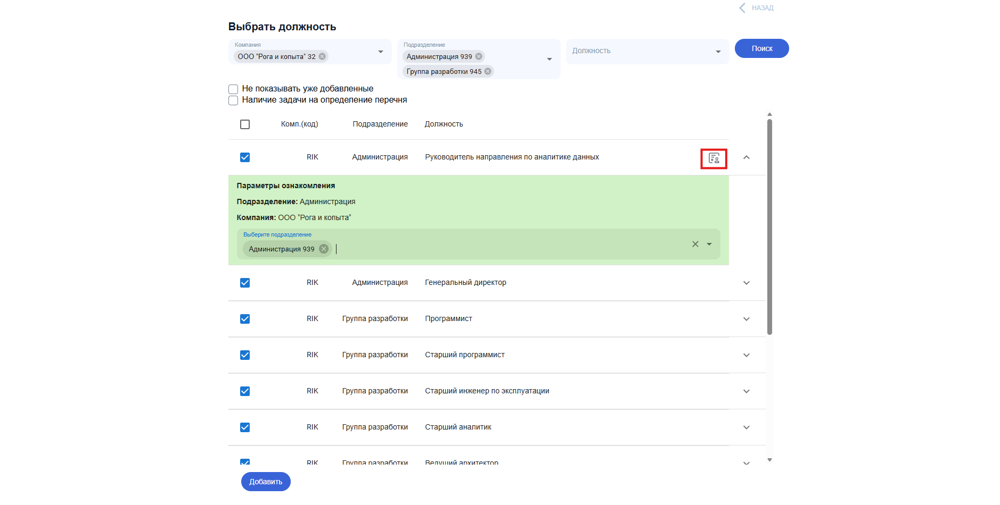 НАЗАД
Выбрать должность
Компания
ООО "Рога и копыта" 32
Подразделение
Администрация 939
Группа разработки 945
Должность
Поиск
Не показывать уже добавленные
Наличие задачи на определение перечня
Комп.(код) Подразделение Должность
RIK Администрация Руководитель направления по аналитике данных
Параметры ознакомления
Подразделение: Администрация
Компания: ООО "Рога и копыта"
Выберите подразделение
Администрация 939
RIK Администрация Генеральный директор
RIK Группа разработки Программист
RIK Группа разработки Старший программист
RIK Группа разработки Старший инженер по эксплуатации
RIK Группа разработки Старший аналитик
RIK Группа разработки Ведущий архитектор
Добавить